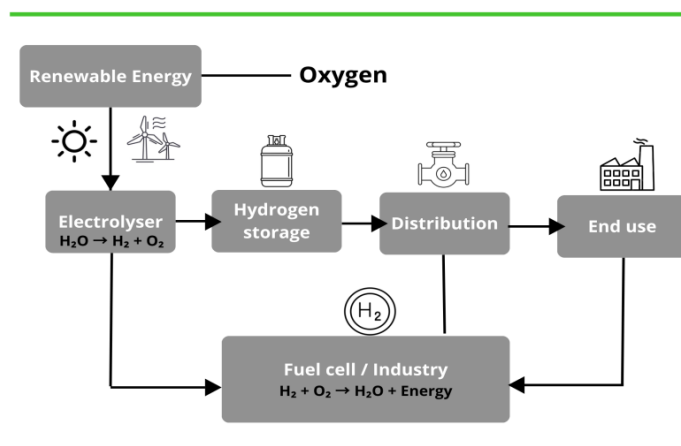 Renewable Energy
Oxygen
Electrolyser
H₂O → H₂ + O₂
Hydrogen
storage
Distribution
End use
H₂
Fuel cell / Industry
H₂ + O₂ → H₂O + Energy